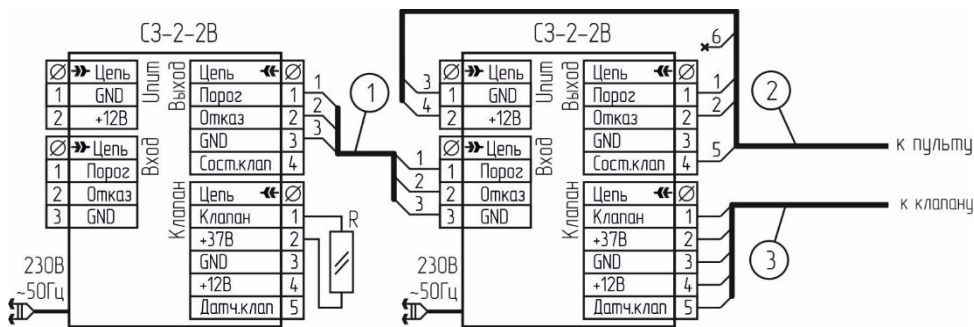 СЗ-2-2В
Ø Цепь Uпит
1 GND
2 +12В
Ø Цепь Вход
1 Порог
2 Отказ
3 GND
Выход Цепь Ø
Порог 1
Отказ 2
GND 3
Сост.клап 4
Клапан Цепь Ø
Клапан 1
+37В 2
GND 3
+12В 4
Датч.клап 5
R
230В
~50Гц
1
2
3
1
1
2
3
СЗ-2-2В
3
4
Ø Цепь Uпит
1 GND
2 +12В
Ø Цепь Вход
1 Порог
2 Отказ
3 GND
Выход Цепь Ø
Порог 1
Отказ 2
GND 3
Сост.клап 4
Клапан Цепь Ø
Клапан 1
+37В 2
GND 3
+12В 4
Датч.клап 5
230В
~50Гц
6
1
2
5
2
к пульту
к клапану
3